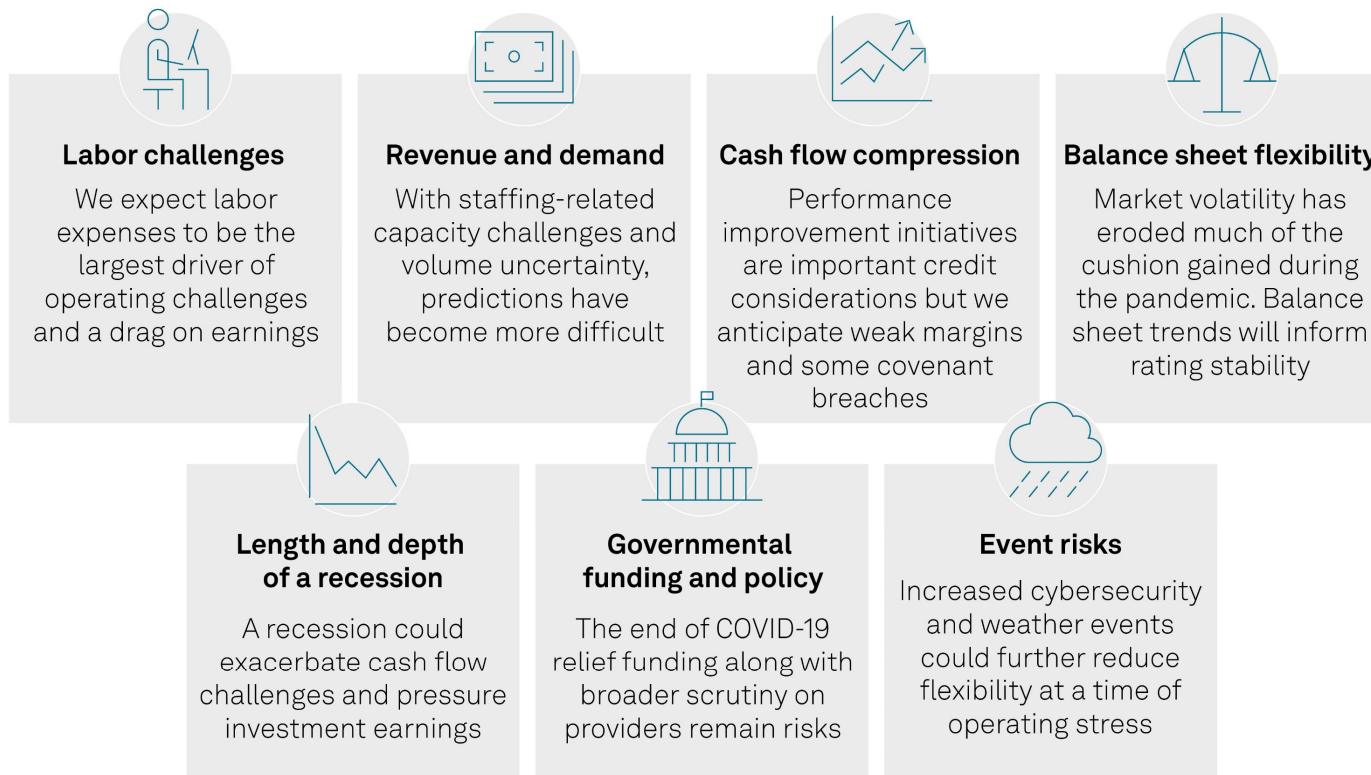 Labor challenges
We expect labor
expenses to be the
largest driver of
operating challenges
and a drag on earnings
Revenue and demand
With staffing-related
capacity challenges and
volume uncertainty,
predictions have
become more difficult
Cash flow compression
Performance
improvement initiatives
are important credit
considerations but we
anticipate weak margins
and some covenant
breaches
Balance sheet flexibility
Market volatility has
eroded much of the
cushion gained during
the pandemic. Balance
sheet trends will inform
rating stability
Length and depth
of a recession
A recession could
exacerbate cash flow
challenges and pressure
investment earnings
Governmental
funding and policy
The end of COVID-19
relief funding along with
broader scrutiny on
providers remain risks
Event risks
Increased cybersecurity
and weather events
could further reduce
flexibility at a time of
operating stress